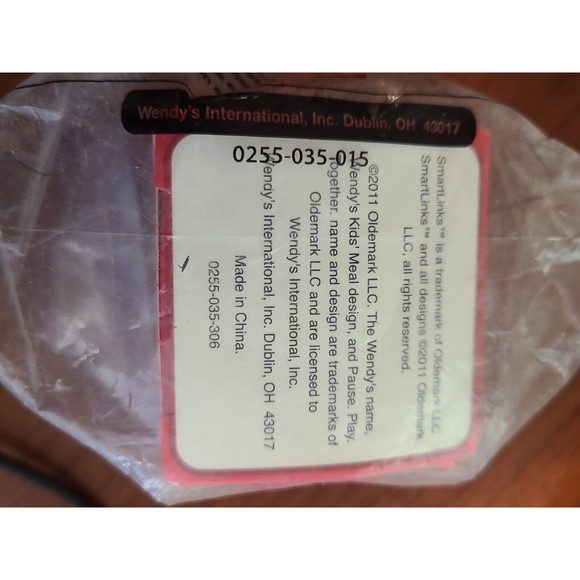 Wendy's International, Inc. Dublin, OH 43017
0255-035-015
SmartLinks™ is a trademark of Oldemark LLC.
SmartLinks™ and all designs ©2011 Oldemark
LLC, all rights reserved.
©2011 Oldemark LLC. The Wendy's name,
Wendy's Kids' Meal design, and Pause. Play.
Together. name and design are trademarks of
Oldemark LLC and are licensed to
Wendy's International, Inc.
Wendy's International, Inc. Dublin, OH 43017
Made in China.
0255-035-306